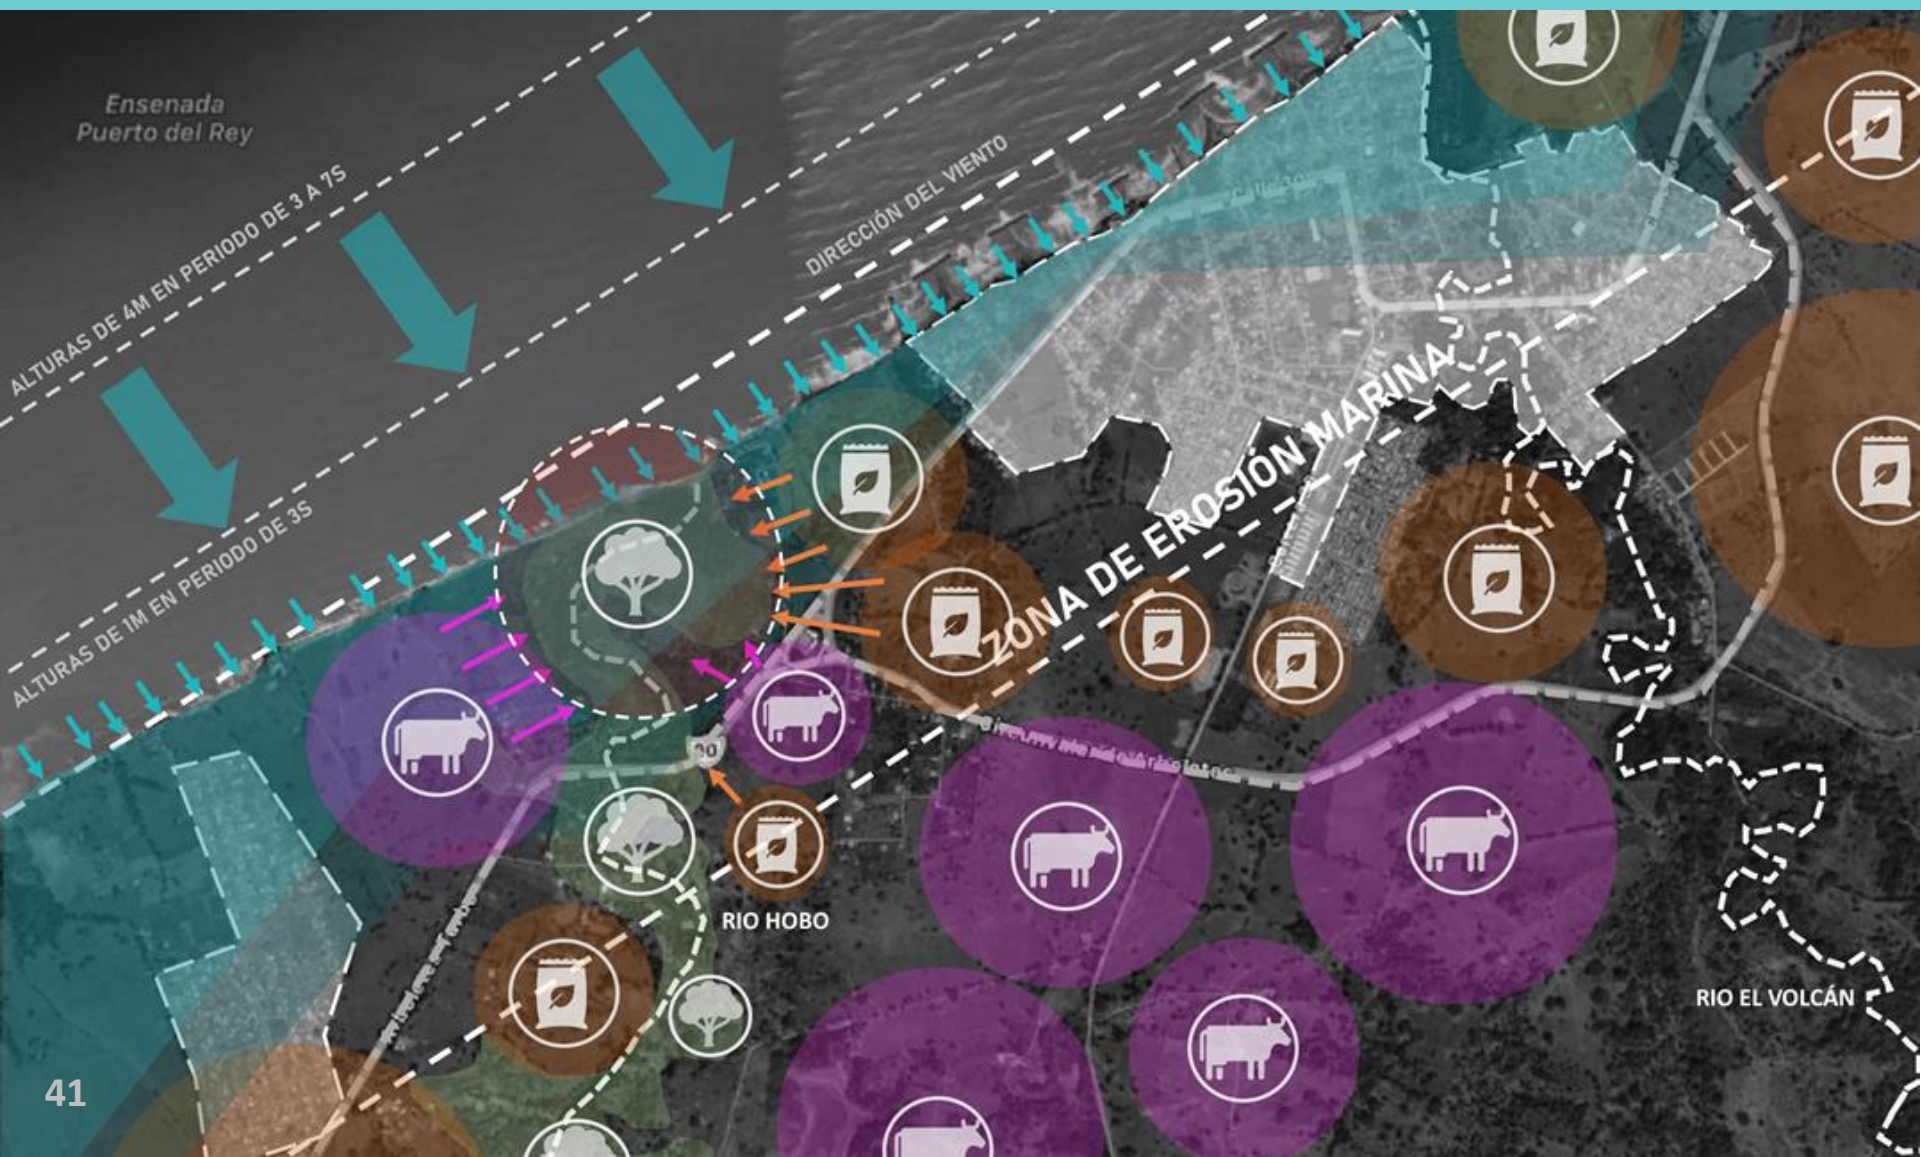 Ensenada
Puerto del Rey
ALTURAS DE 4M EN PERIODO DE 3 A 7S
DIRECCIÓN DEL VIENTO
ALTURAS DE 1M EN PERIODO DE 3S
ZONA DE EROSIÓN MARINA
90
RIO HOBO
RIO EL VOLCÁN
41